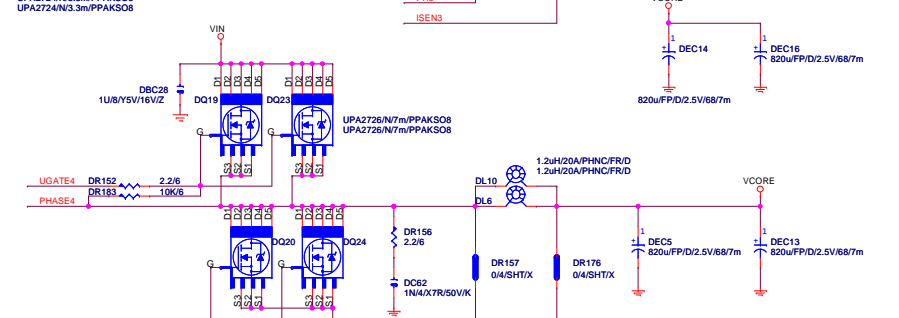 UPA2724/N/3.3m/PPAKSO8
ISEN3
VIN
1
DEC14
820u/FP/D/2.5V/68/7m
1
DEC16
820u/FP/D/2.5V/68/7m
D1
D2
D3
D4
D5
D1
D2
D3
D4
D5
DBC28
1U/8/Y5V/16V/Z
DQ19
DQ23
UPA2726/N/7m/PPAKSO8
UPA2726/N/7m/PPAKSO8
G
G
S3
S2
S1
S3
S2
S1
UGATE4
DR152
2.2/6
DR183
10K/6
PHASE4
1.2uH/20A/PHNC/FR/D
1.2uH/20A/PHNC/FR/D
DL10
DL6
VCORE
D1
D2
D3
D4
D5
D1
D2
D3
D4
D5
DQ20
DQ24
DR156
2.2/6
G
G
S3
S2
S1
S3
S2
S1
DC62
1N/4/X7R/50V/K
DR157
0/4/SHT/X
DR176
0/4/SHT/X
1
DEC5
820u/FP/D/2.5V/68/7m
1
DEC13
820u/FP/D/2.5V/68/7m